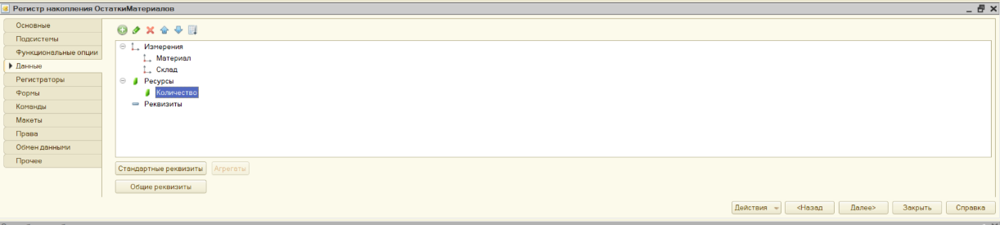 Регистр накопления ОстаткиМатериалов
Основные
Подсистемы
Функциональные опции
Данные
Регистраторы
Формы
Команды
Макеты
Права
Обмен данными
Прочее
Измерения
Материал
Склад
Ресурсы
Количество
Реквизиты
Стандартные реквизиты Агрегаты
Общие реквизиты
Действия <Назад Далее> Закрыть Справка